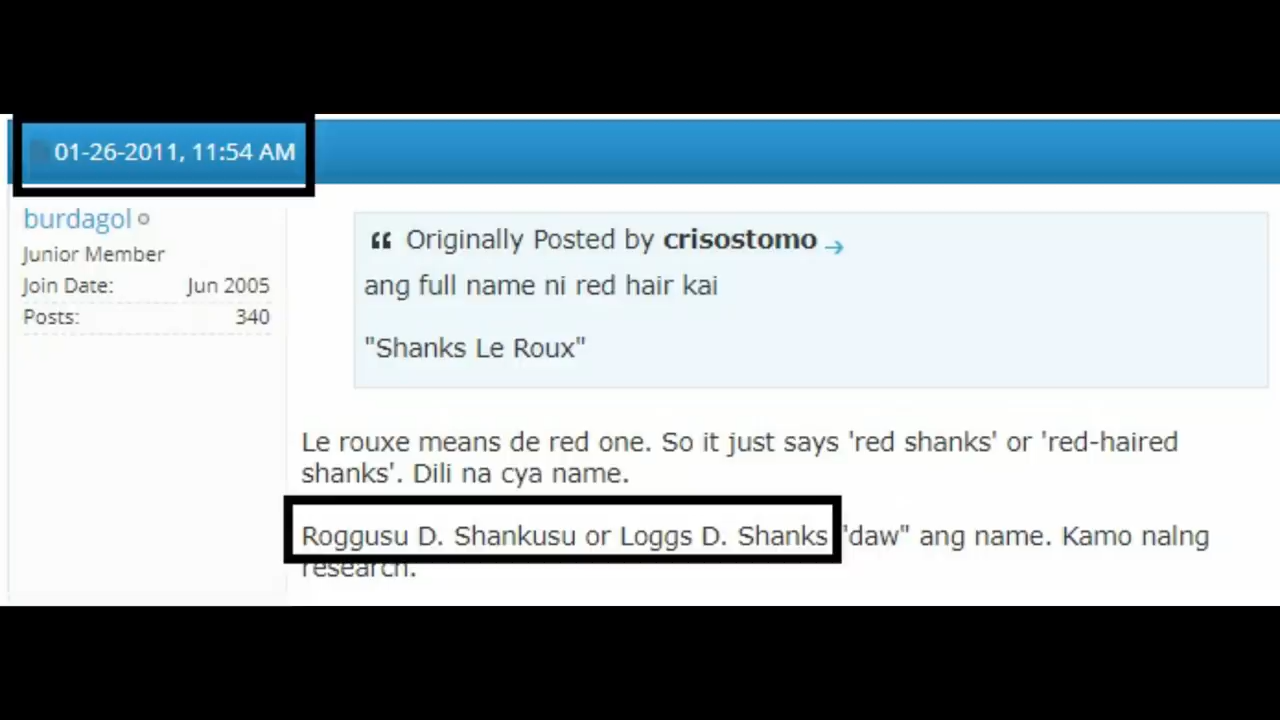 01-26-2011, 11:54 AM
burdagol
Junior Member
Join Date: Jun 2005
Posts: 340
Originally Posted by crisostomo
ang full name ni red hair kai
"Shanks Le Roux"
Le rouxe means de red one. So it just says 'red shanks' or 'red-haired
shanks'. Dili na cya name.
Roggusu D. Shankusu or Loggs D. Shanks "daw" ang name. Kamo nalng
research.